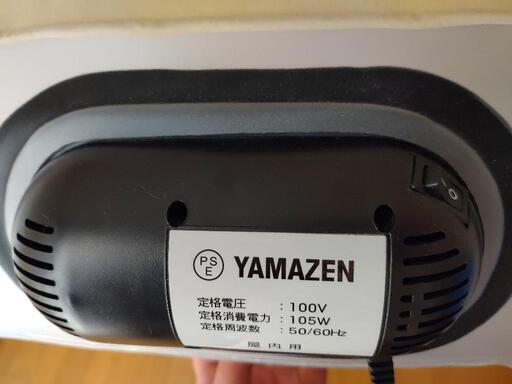 PS
E
YAMAZEN
定格電圧 : 100V
定格消費電力 : 105W
定格周波数 : 50/60Hz
屋内用